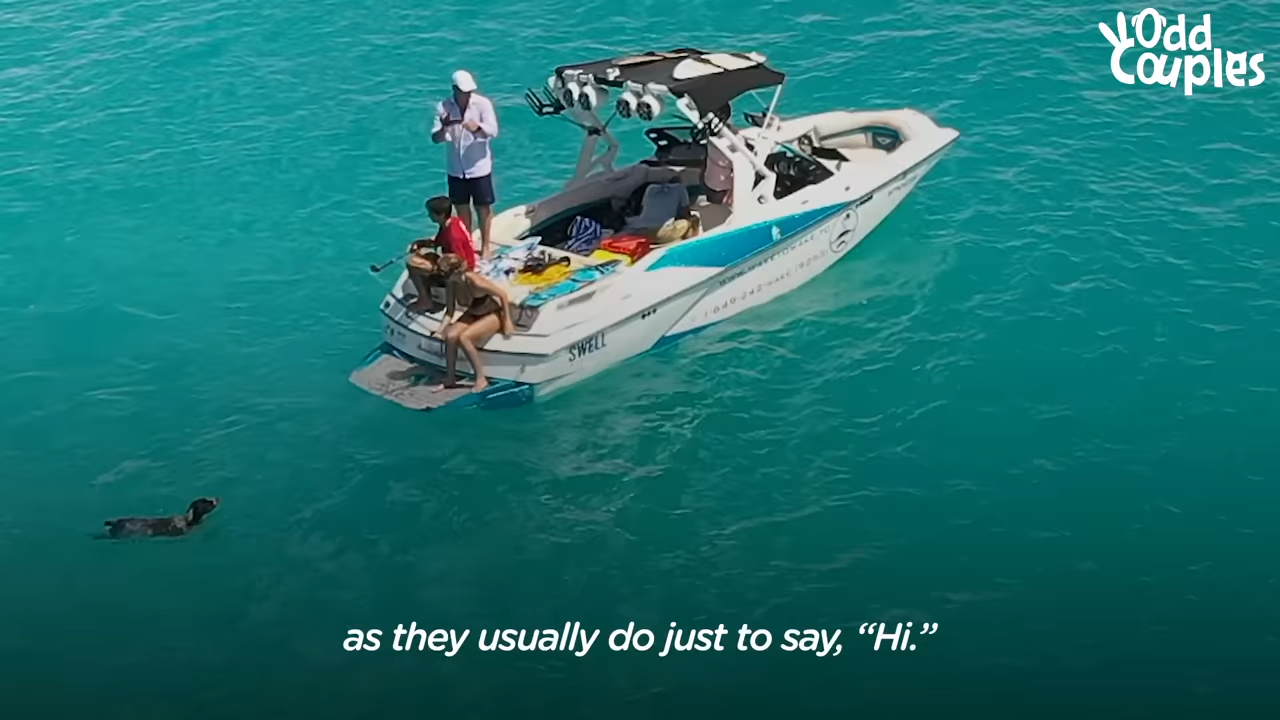 Odd
Couples
SWELL
as they usually do just to say, “Hi.”